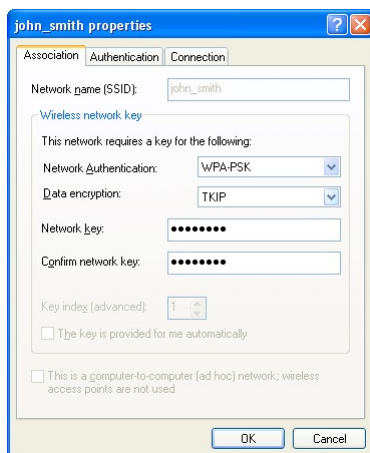 john_smith properties
Association Authentication Connection
Network name (SSID): john_smith
Wireless network key
This network requires a key for the following:
Network Authentication: WPA-PSK
Data encryption: TKIP
Network key: ••••••••
Confirm network key: ••••••••
Key index (advanced): 1
The key is provided for me automatically
This is a computer-to-computer (ad hoc) network; wireless
access points are not used
OK Cancel